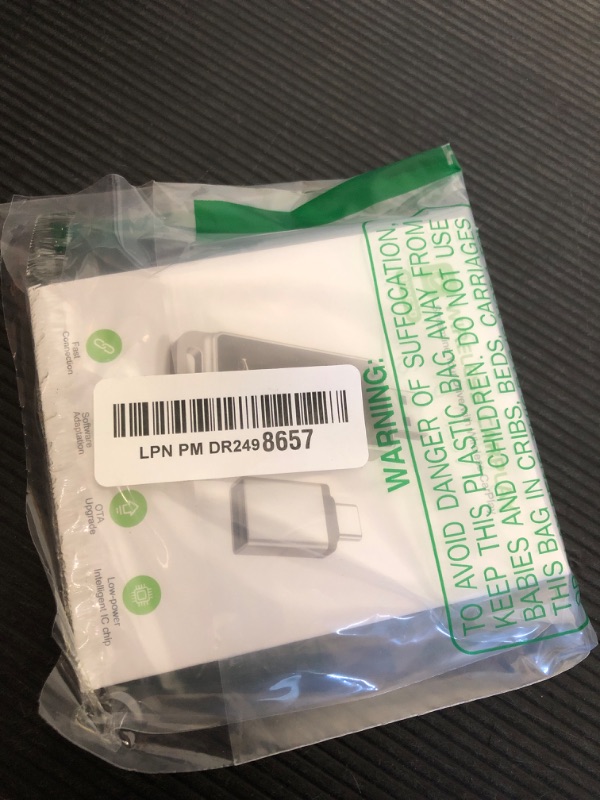 Fast
Connection
Software
Adaptation
OTA
Upgrade
Low-power
Intelligent IC chip
LPN PM DR2498657
WARNING:
TO AVOID DANGER OF SUFFOCATION,
KEEP THIS PLASTIC BAG AWAY FROM
BABIES AND CHILDREN. DO NOT USE
THIS BAG IN CRIBS, BEDS, CARRIAGES